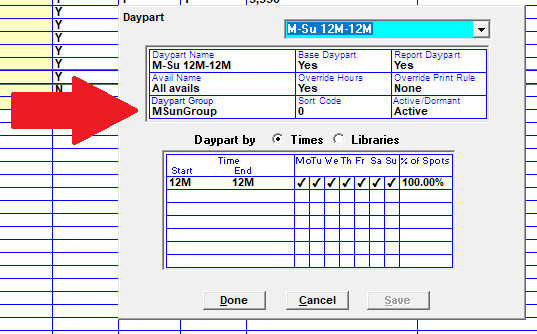 Y
Y
Y
Y
Y
Y
N
Daypart
M-Su 12M-12M
Daypart Name Base Daypart Report Daypart
M-Su 12M-12M Yes Yes
Avail Name Override Hours Override Print Rule
All avails Yes None
Daypart Group Sort Code Active/Dormant
MSunGroup 0 Active
Daypart by Times Libraries
Time Mo Tu We Th Fr Sa Su % of Spots
Start End
12M 12M ✓ ✓ ✓ ✓ ✓ ✓ ✓ 100.00%
Done Cancel Save